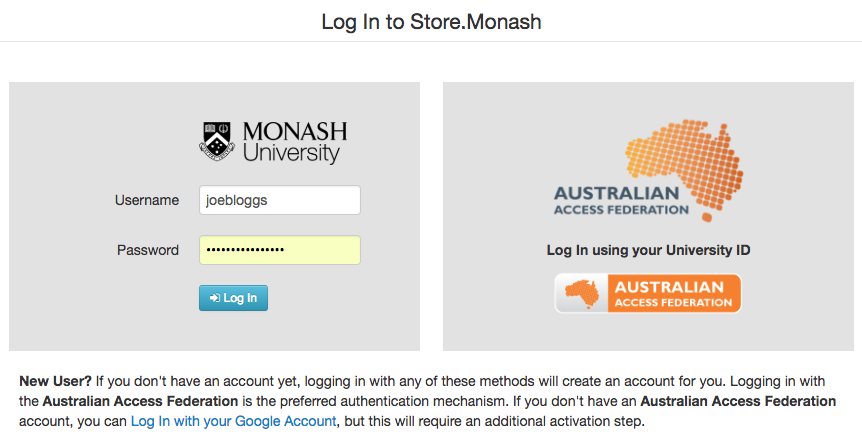 Log In to Store.Monash
MONASH
University
Username
joebloggs
Password
•••••••••••••••
Log In
AUSTRALIAN
ACCESS FEDERATION
Log In using your University ID
AUSTRALIAN
ACCESS FEDERATION
New User? If you don't have an account yet, logging in with any of these methods will create an account for you. Logging in with
the Australian Access Federation is the preferred authentication mechanism. If you don't have an Australian Access Federation
account, you can Log In with your Google Account, but this will require an additional activation step.